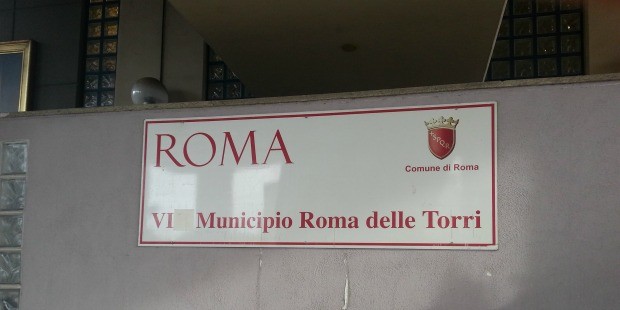 ROMA
S.P.Q.R.
Comune di Roma
VI Municipio Roma delle Torri